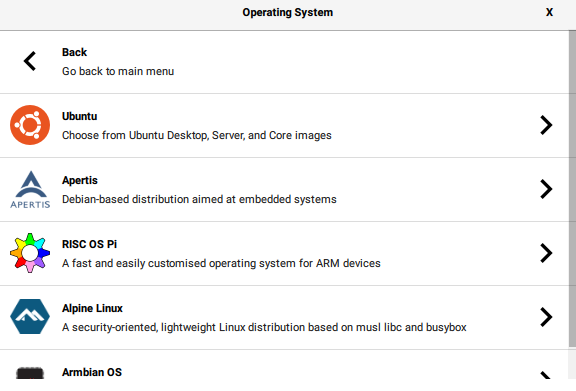 Operating System
X
Back
Go back to main menu
Ubuntu
Choose from Ubuntu Desktop, Server, and Core images
Apertis
APERTIS
Debian-based distribution aimed at embedded systems
RISC OS Pi
A fast and easily customised operating system for ARM devices
Alpine Linux
A security-oriented, lightweight Linux distribution based on musl libc and busybox
Armbian OS